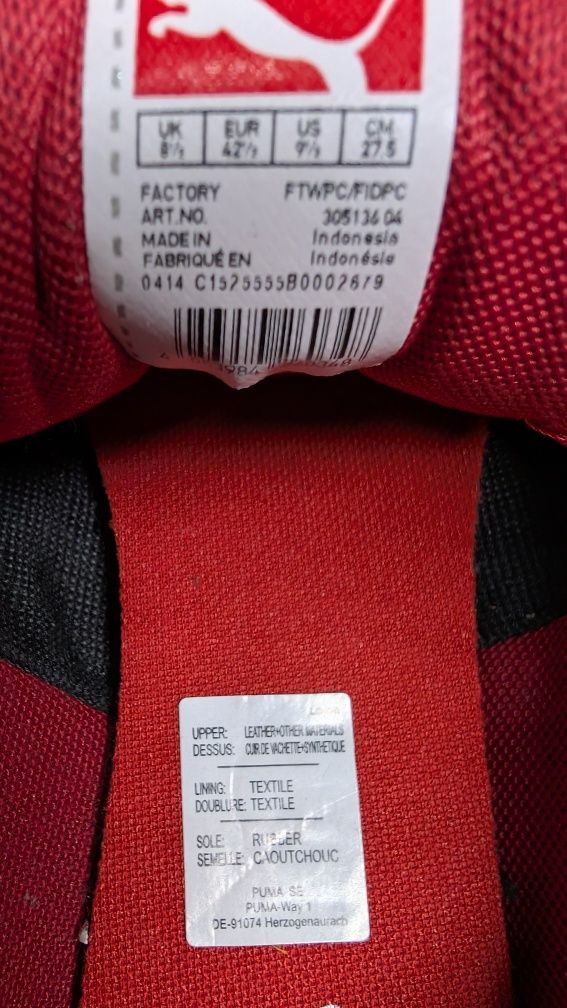 UK EUR US CM
8½ 42½ 9½ 27.5
FACTORY FTWPC/FIDPC
ART.NO. 305136 04
MADE IN Indonesia
FABRIQUÉ EN Indonésie
0414 C1525555B0002679
UPPER: LEATHER+OTHER MATERIALS
DESSUS: CUIR DE VACHETTE+SYNTHETIQUE
LINING: TEXTILE
DOUBLURE: TEXTILE
SOLE: RUBBER
SEMELLE: CAOUTCHOUC
PUMA SE
PUMA-Way 1
DE-91074 Herzogenaurach